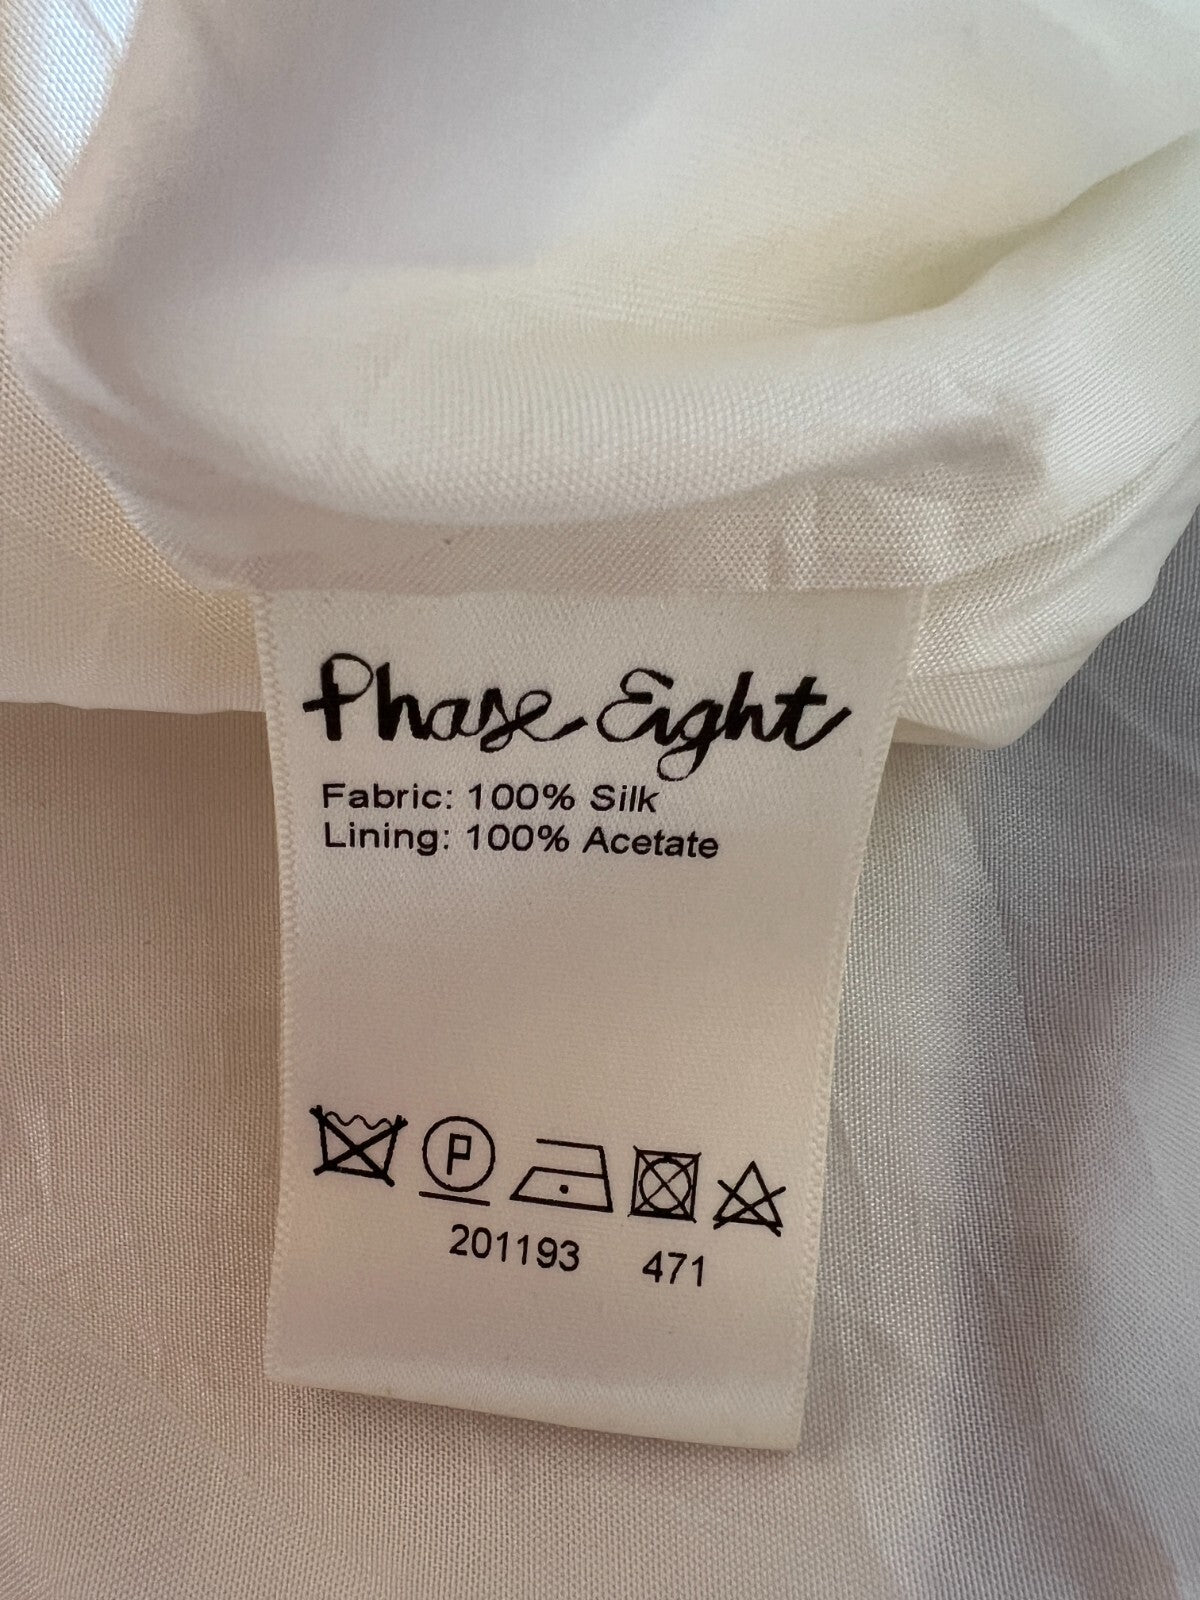 Phase Eight
Fabric: 100% Silk
Lining: 100% Acetate
P
201193 471